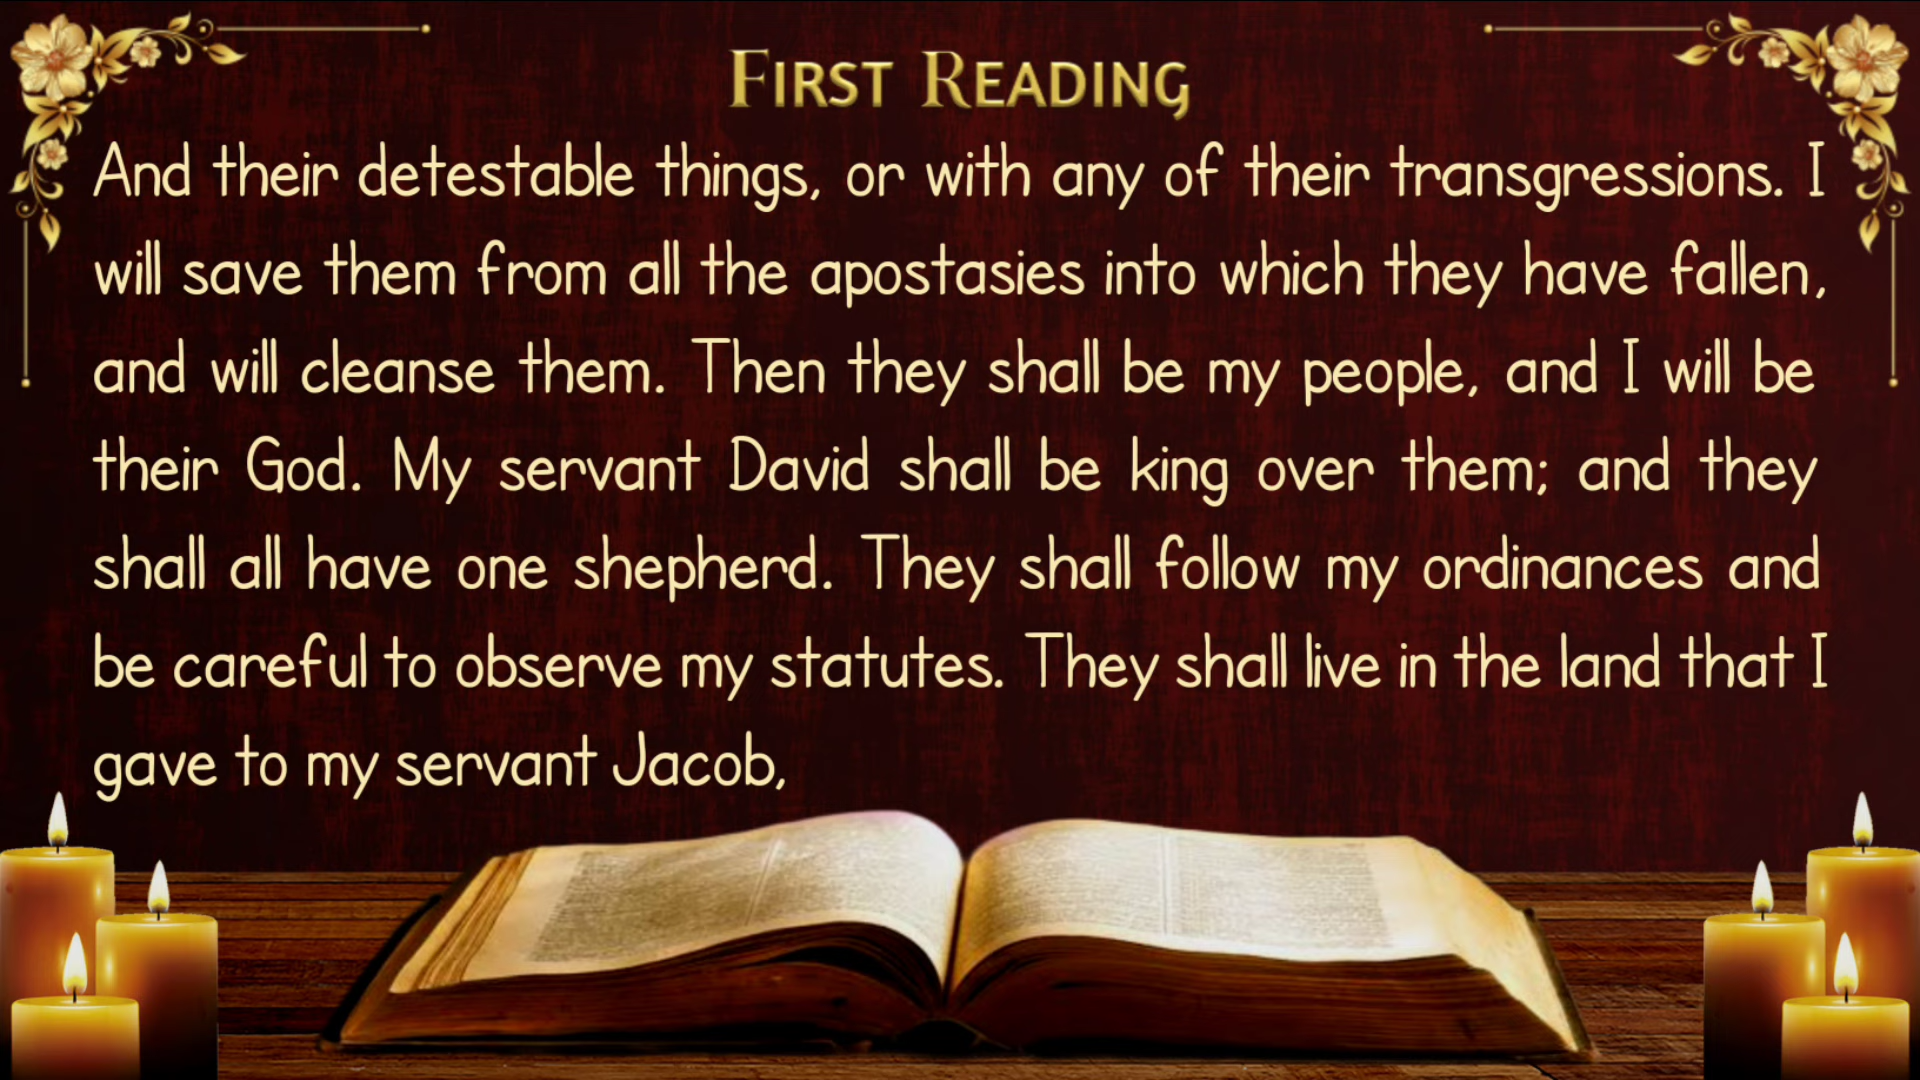 First Reading
And their detestable things, or with any of their transgressions. I
will save them from all the apostasies into which they have fallen,
and will cleanse them. Then they shall be my people, and I will be
their God. My servant David shall be king over them; and they
shall all have one shepherd. They shall follow my ordinances and
be careful to observe my statutes. They shall live in the land that I
gave to my servant Jacob,